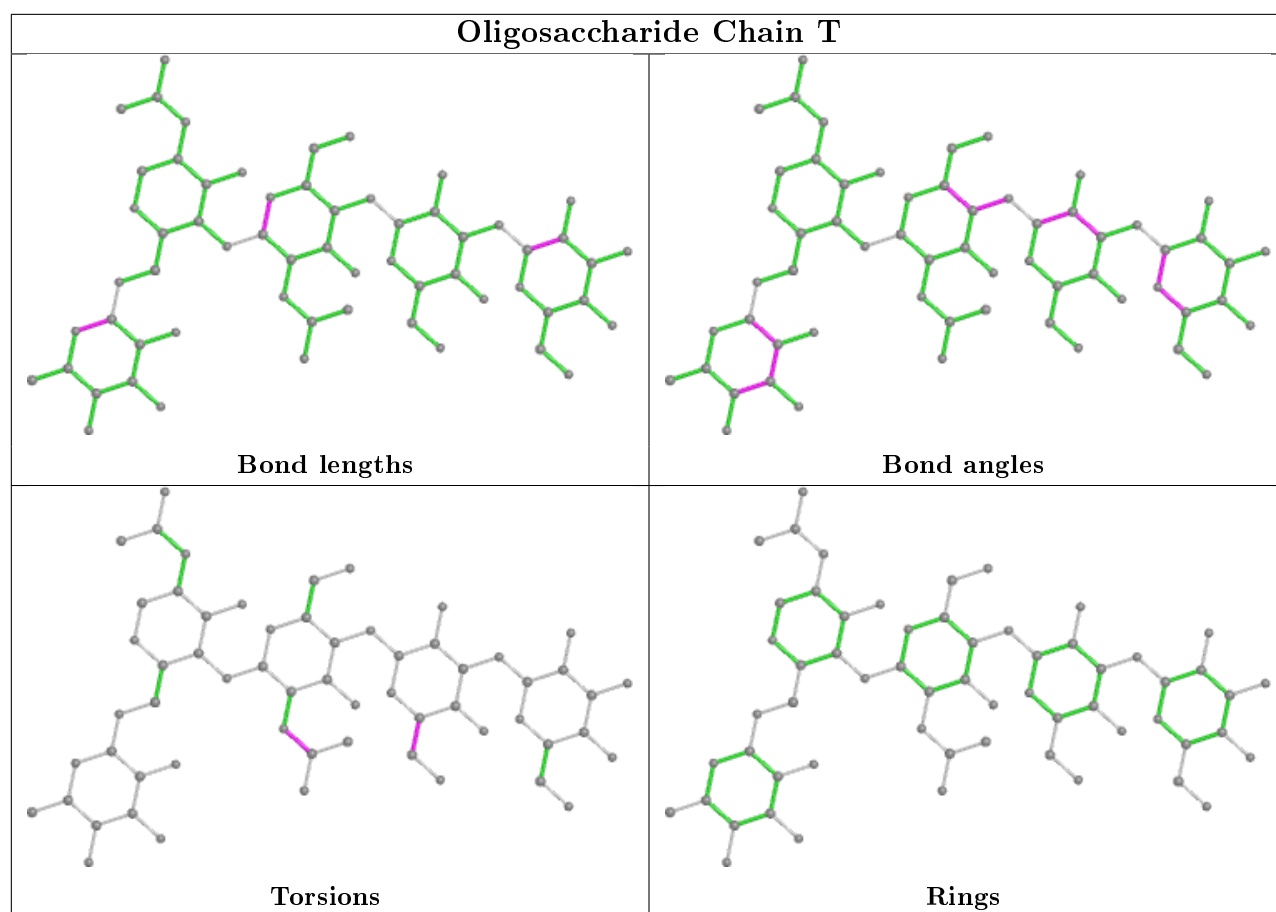 Oligosaccharide Chain T
Bond lengths
Bond angles
Torsions
Rings